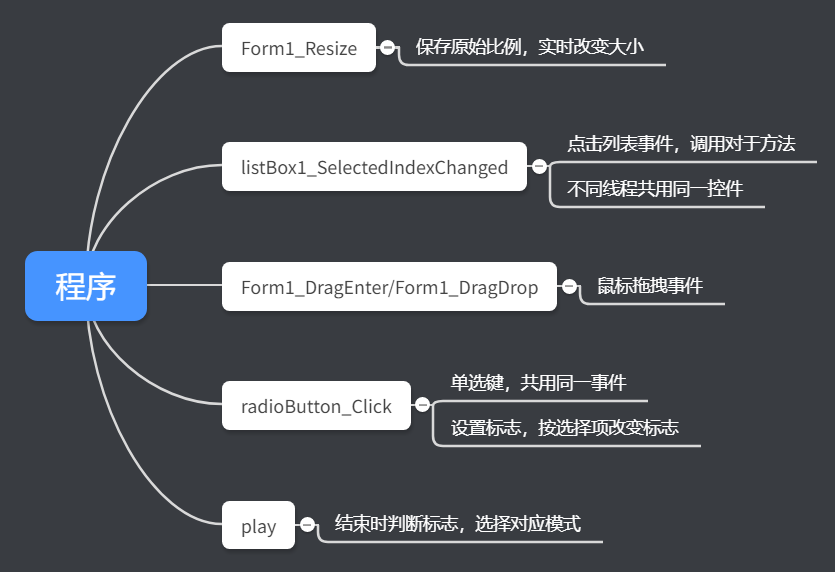 程序
Form1_Resize
保存原始比例，实时改变大小
listBox1_SelectedIndexChanged
点击列表事件，调用对于方法
不同线程共用同一控件
Form1_DragEnter/Form1_DragDrop
鼠标拖拽事件
radioButton_Click
单选键，共用同一事件
设置标志，按选择项改变标志
play
结束时判断标志，选择对应模式